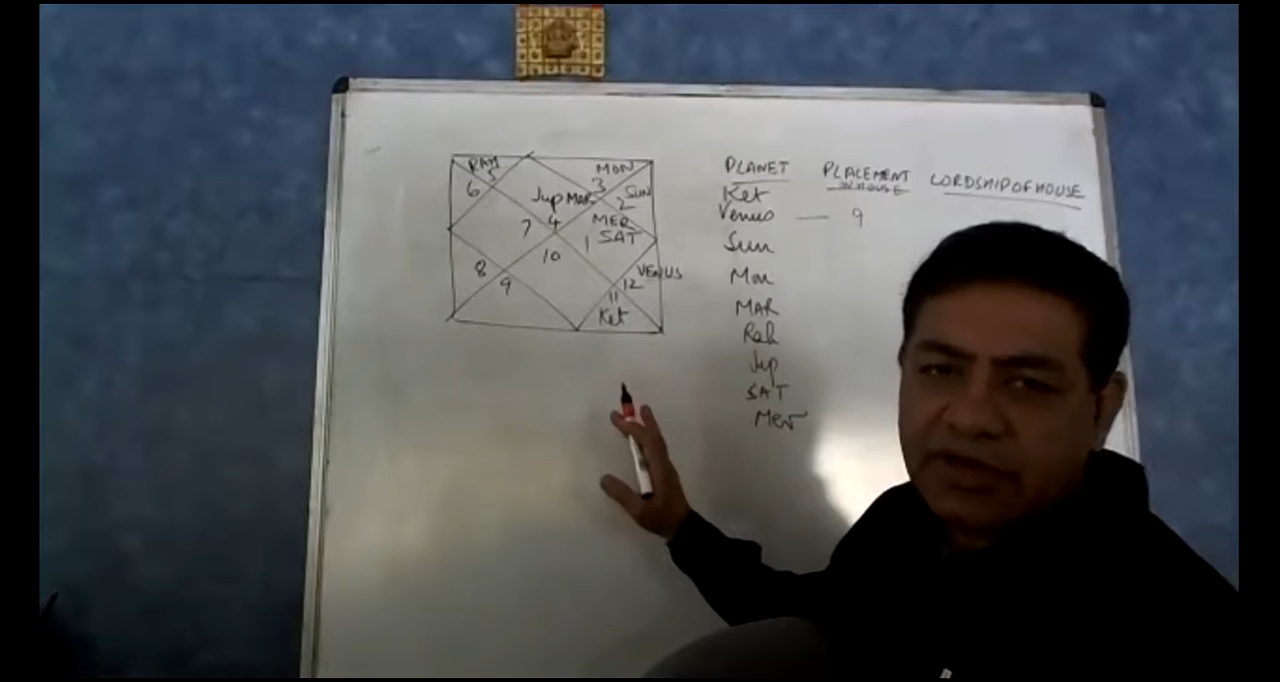 RAH
5
6
MON
3
SUN
2
Jup MAR
4
7
MER
SAT
1
10
8
9
VENUS
12
11
Ket
PLANET PLALEMENT LORDSHIP OF HOUSE
IN HOUSE
Ket
Venus — 9
Sun
Mon
MAR
Rah
Jup
SAT
Mer